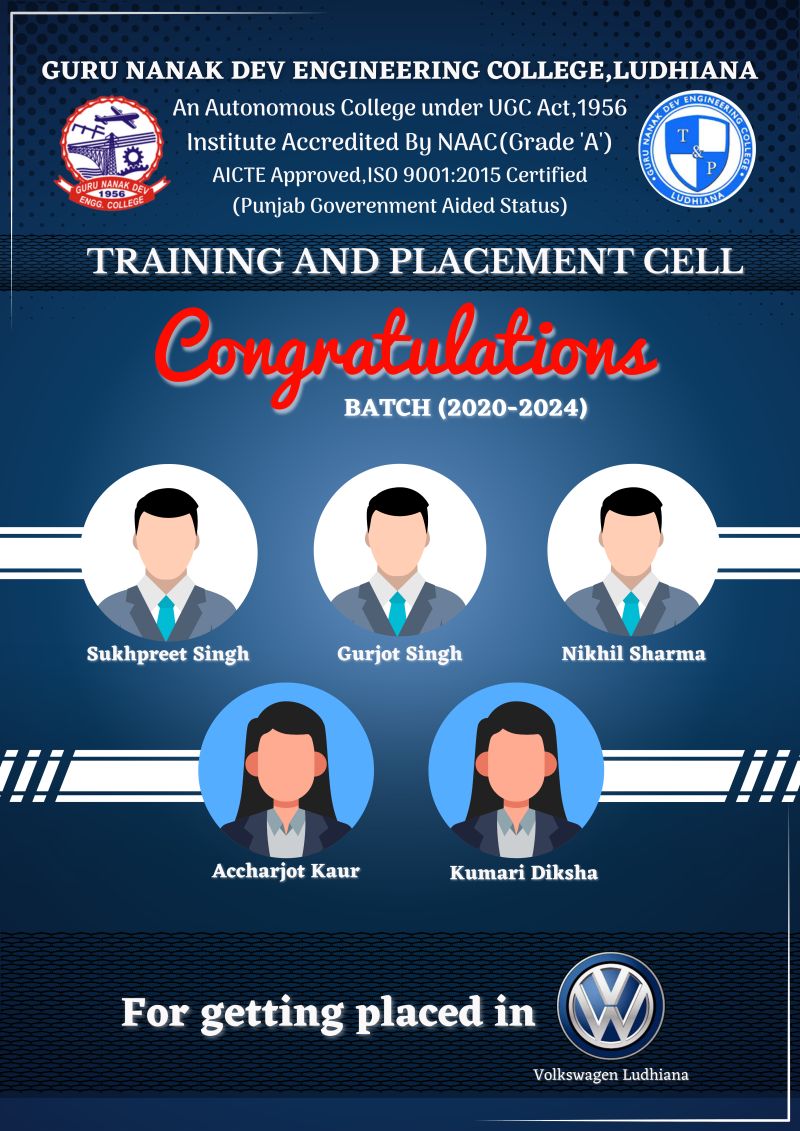 GURU NANAK DEV ENGINEERING COLLEGE,LUDHIANA
An Autonomous College under UGC Act,1956
Institute Accredited By NAAC(Grade 'A')
AICTE Approved,ISO 9001:2015 Certified
(Punjab Goverenment Aided Status)
GURU NANAK DEV
1956
ENGG. COLLEGE
GURU NANAK DEV ENGINEERING COLLEGE
T & P
LUDHIANA
TRAINING AND PLACEMENT CELL
Congratulations
BATCH (2020-2024)
Sukhpreet Singh
Gurjot Singh
Nikhil Sharma
Accharjot Kaur
Kumari Diksha
For getting placed in
Volkswagen Ludhiana